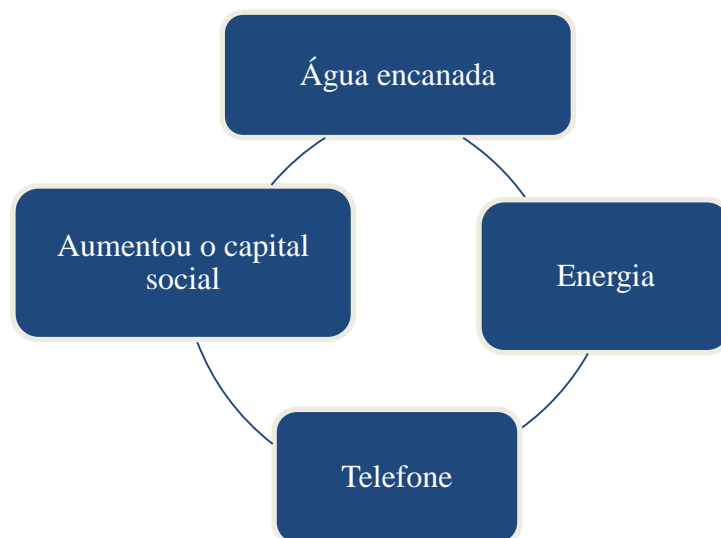 Água encanada
Aumentou o capital
social
Energia
Telefone